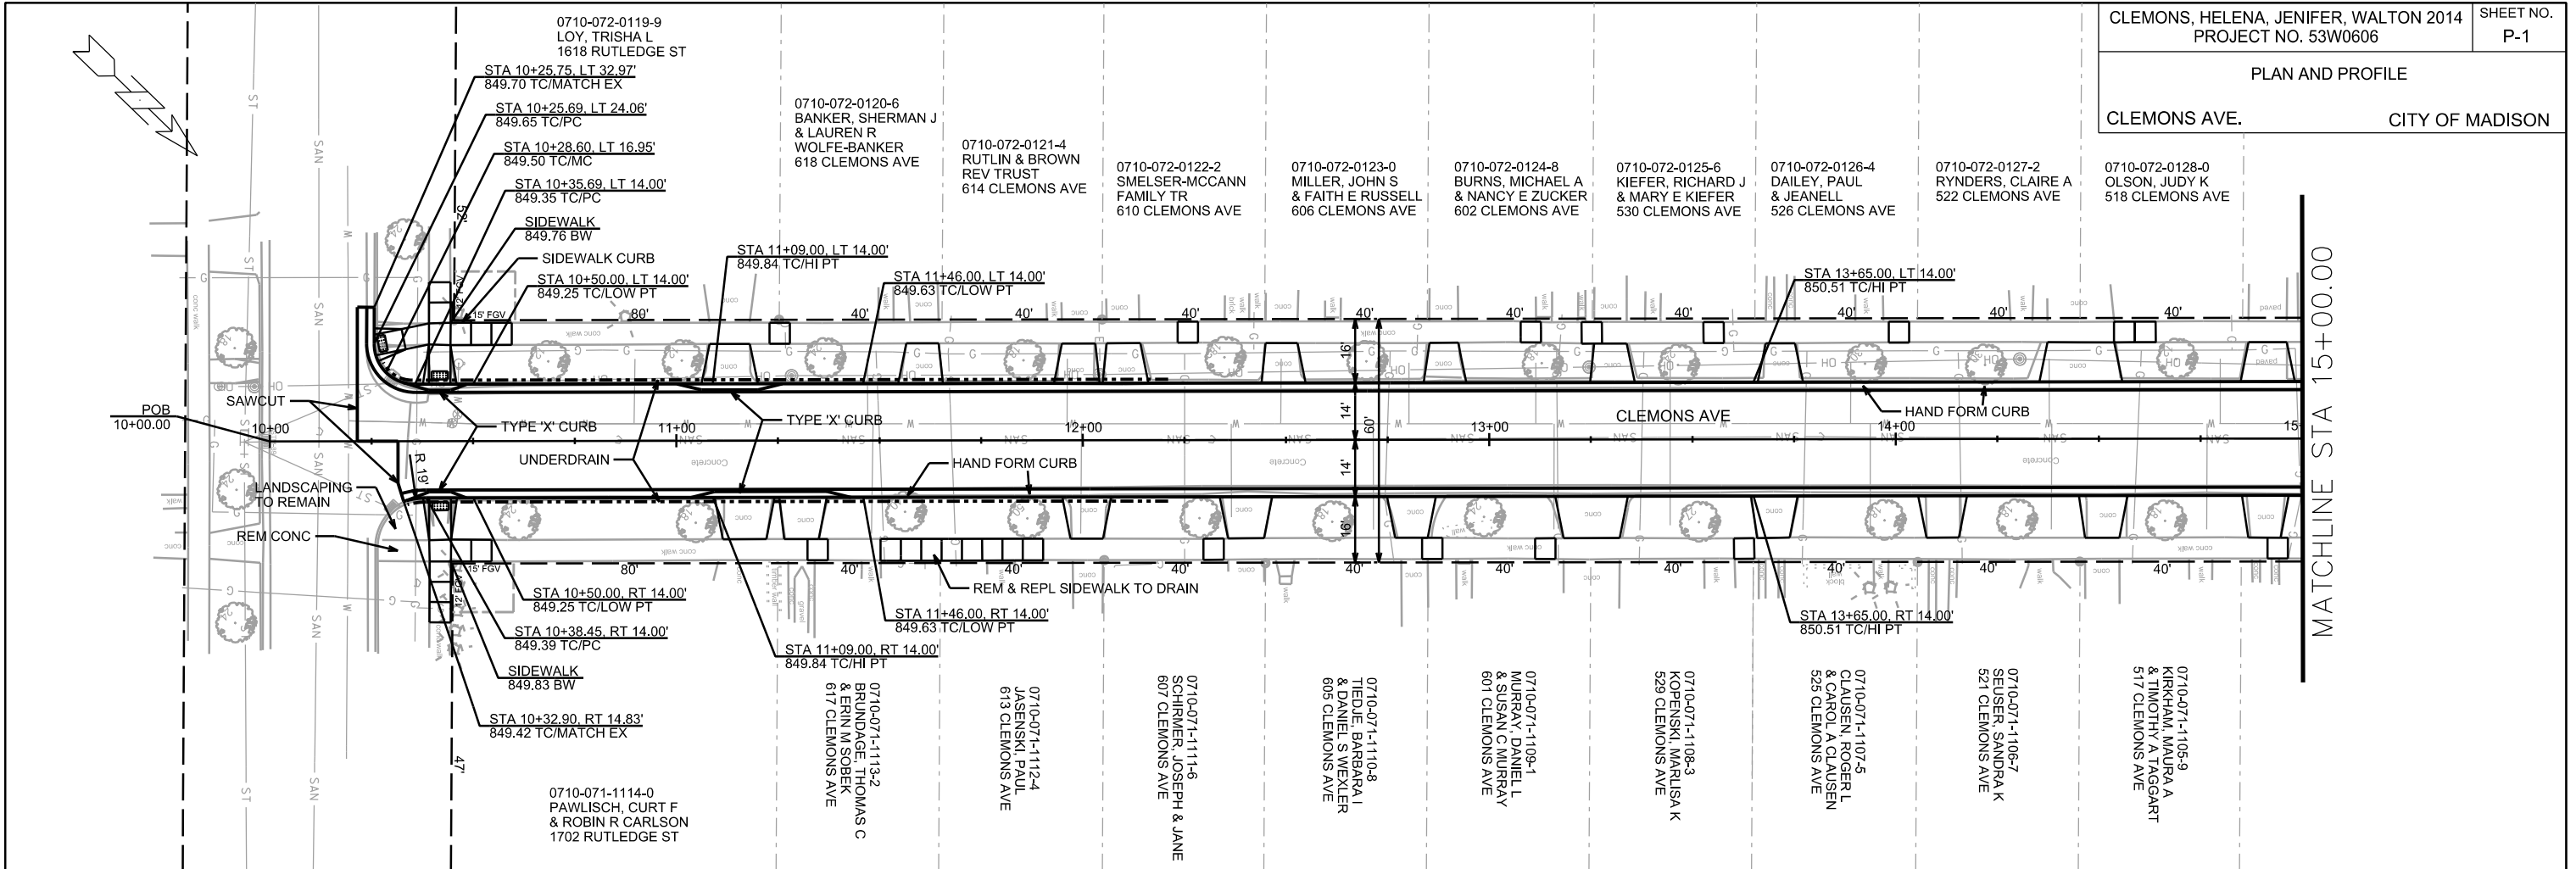 CLEMONS, HELENA, JENIFER, WALTON 2014
PROJECT NO. 53W0606
SHEET NO.
P-1
PLAN AND PROFILE
CLEMONS AVE.
CITY OF MADISON
0710-072-0119-9
LOY, TRISHA L
1618 RUTLEDGE ST
STA 10+25.75, LT 32.97'
849.70 TC/MATCH EX
STA 10+25.69, LT 24.06'
849.65 TC/PC
STA 10+28.60, LT 16.95'
849.50 TC/MC
STA 10+35.69, LT 14.00'
849.35 TC/PC
SIDEWALK
849.76 BW
SIDEWALK CURB
STA 10+50.00, LT 14.00'
849.25 TC/LOW PT
52'
0710-072-0120-6
BANKER, SHERMAN J
& LAUREN R
WOLFE-BANKER
618 CLEMONS AVE
0710-072-0121-4
RUTLIN & BROWN
REV TRUST
614 CLEMONS AVE
0710-072-0122-2
SMELSER-MCCANN
FAMILY TR
610 CLEMONS AVE
0710-072-0123-0
MILLER, JOHN S
& FAITH E RUSSELL
606 CLEMONS AVE
0710-072-0124-8
BURNS, MICHAEL A
& NANCY E ZUCKER
602 CLEMONS AVE
0710-072-0125-6
KIEFER, RICHARD J
& MARY E KIEFER
530 CLEMONS AVE
0710-072-0126-4
DAILEY, PAUL
& JEANELL
526 CLEMONS AVE
0710-072-0127-2
RYNDERS, CLAIRE A
522 CLEMONS AVE
0710-072-0128-0
OLSON, JUDY K
518 CLEMONS AVE
STA 11+09.00, LT 14.00'
849.84 TC/HI PT
STA 11+46.00, LT 14.00'
849.63 TC/LOW PT
STA 13+65.00, LT 14.00'
850.51 TC/HI PT
15' FGV
12' FGV
80'
40'
40'
40'
40'
40'
40'
40'
40'
40'
16'
14'
60'
14'
16'
POB
10+00.00
SAWCUT
10+00
TYPE 'X' CURB
11+00
TYPE 'X' CURB
12+00
13+00
CLEMONS AVE
14+00
HAND FORM CURB
15
MATCHLINE STA 15+00.00
UNDERDRAIN
HAND FORM CURB
R 19'
LANDSCAPING
TO REMAIN
REM CONC
15' FGV
12' FGV
80'
40'
40'
40'
40'
40'
40'
40'
40'
40'
REM & REPL SIDEWALK TO DRAIN
STA 10+50.00, RT 14.00'
849.25 TC/LOW PT
STA 10+38.45, RT 14.00'
849.39 TC/PC
SIDEWALK
849.83 BW
STA 10+32.90, RT 14.83'
849.42 TC/MATCH EX
47'
STA 11+46.00, RT 14.00'
849.63 TC/LOW PT
STA 11+09.00, RT 14.00'
849.84 TC/HI PT
STA 13+65.00, RT 14.00'
850.51 TC/HI PT
0710-071-1114-0
PAWLISCH, CURT F
& ROBIN R CARLSON
1702 RUTLEDGE ST
0710-071-1113-2
BRUNDAGE, THOMAS C
& ERIN M SOBEK
617 CLEMONS AVE
0710-071-1112-4
JASENSKI, PAUL
613 CLEMONS AVE
0710-071-1111-6
SCHIRMER, JOSEPH & JANE
607 CLEMONS AVE
0710-071-1110-8
TIEDJE, BARBARA I
& DANIEL S WEXLER
605 CLEMONS AVE
0710-071-1109-1
MURRAY, DANIEL L
& SUSAN C MURRAY
601 CLEMONS AVE
0710-071-1108-3
KOPENSKI, MARLISA K
529 CLEMONS AVE
0710-071-1107-5
CLAUSEN, ROGER L
& CAROL A CLAUSEN
525 CLEMONS AVE
0710-071-1106-7
SEUSER, SANDRA K
521 CLEMONS AVE
0710-071-1105-9
KIRKHAM, MAURA A
& TIMOTHY A TAGGART
517 CLEMONS AVE